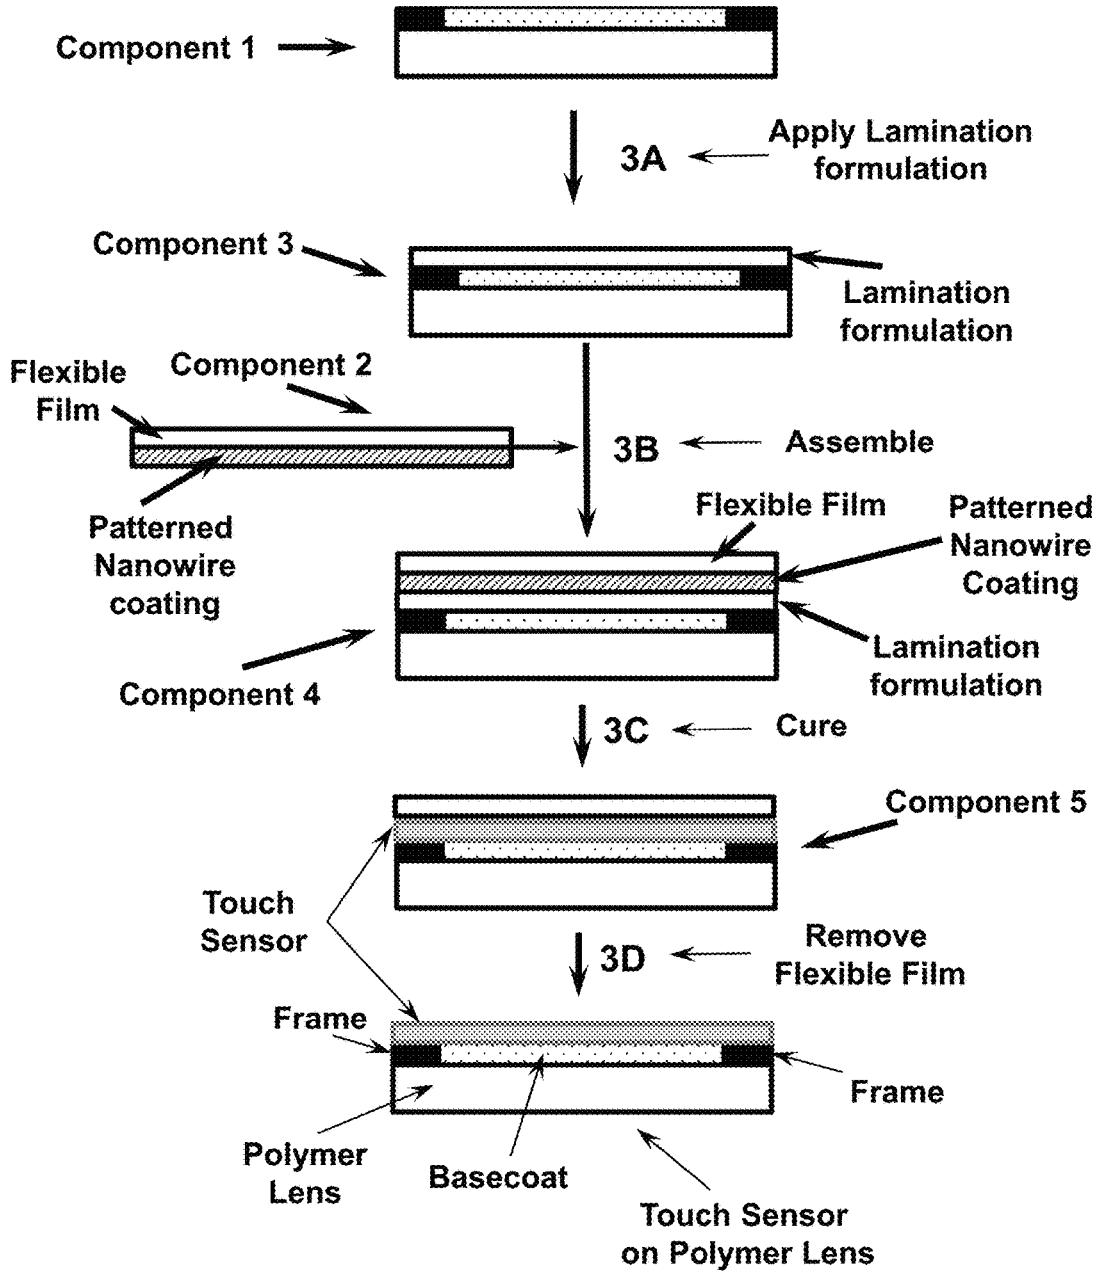 Component 1
3A
Apply Lamination
formulation
Component 3
Lamination
formulation
Component 2
Flexible
Film
Patterned
Nanowire
coating
3B
Assemble
Flexible Film
Patterned
Nanowire
Coating
Lamination
formulation
Component 4
3C
Cure
Component 5
Touch
Sensor
3D
Remove
Flexible Film
Frame
Frame
Polymer
Lens
Basecoat
Touch Sensor
on Polymer Lens